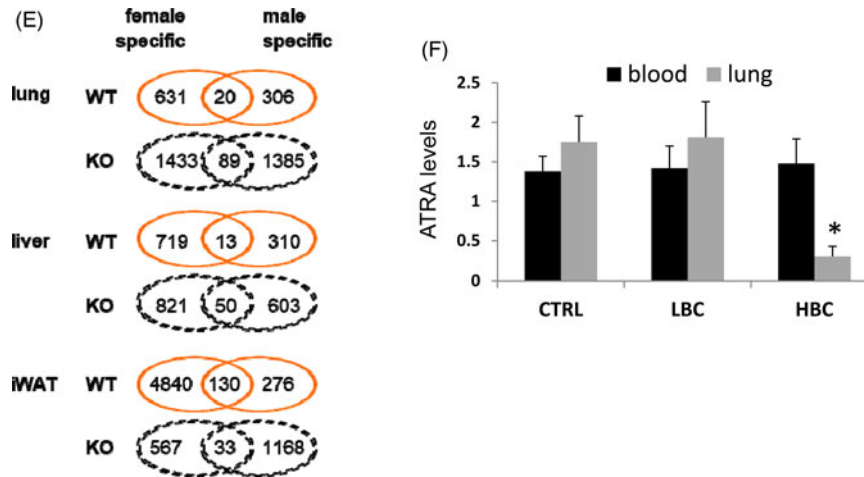 (E)
female specific
male specific
lung WT 631 20 306
KO 1433 89 1385
liver WT 719 13 310
KO 821 50 603
iWAT WT 4840 130 276
KO 567 33 1168
(F)
blood lung
ATRA levels
2.5
2
1.5
1
0.5
0
*
CTRL LBC HBC